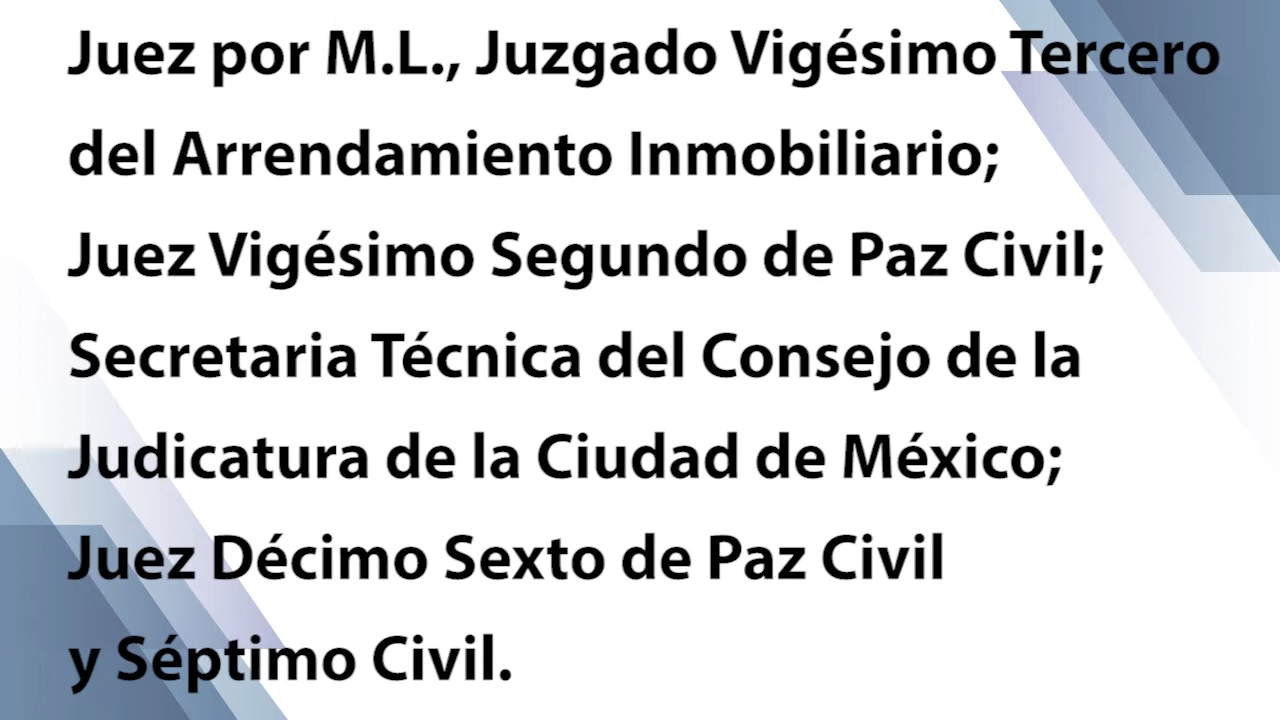 Juez por M.L., Juzgado Vigésimo Tercero
del Arrendamiento Inmobiliario;
Juez Vigésimo Segundo de Paz Civil;
Secretaria Técnica del Consejo de la
Judicatura de la Ciudad de México;
Juez Décimo Sexto de Paz Civil
y Séptimo Civil.